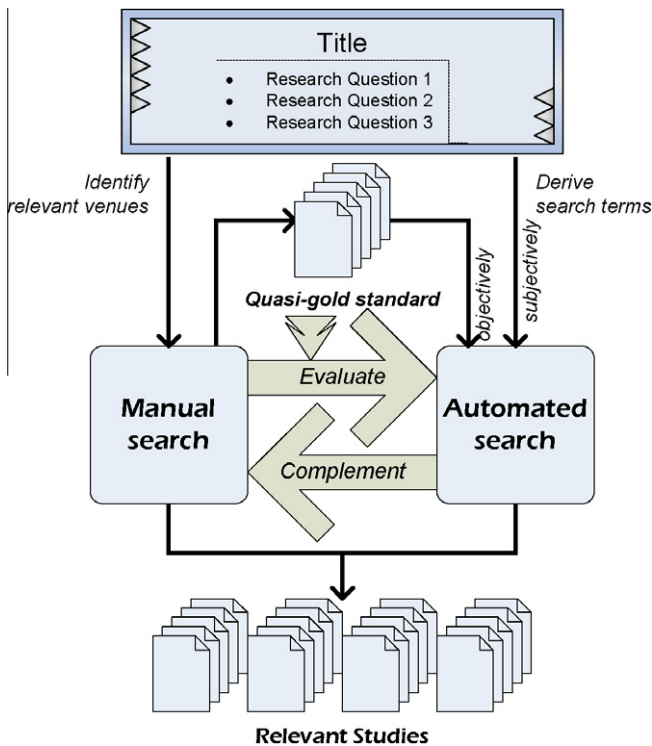 Title
• Research Question 1
• Research Question 2
• Research Question 3
Identify
relevant venues
Derive
search terms
objectively
subjectively
Quasi-gold standard
Evaluate
Manual
search
Automated
search
Complement
Relevant Studies